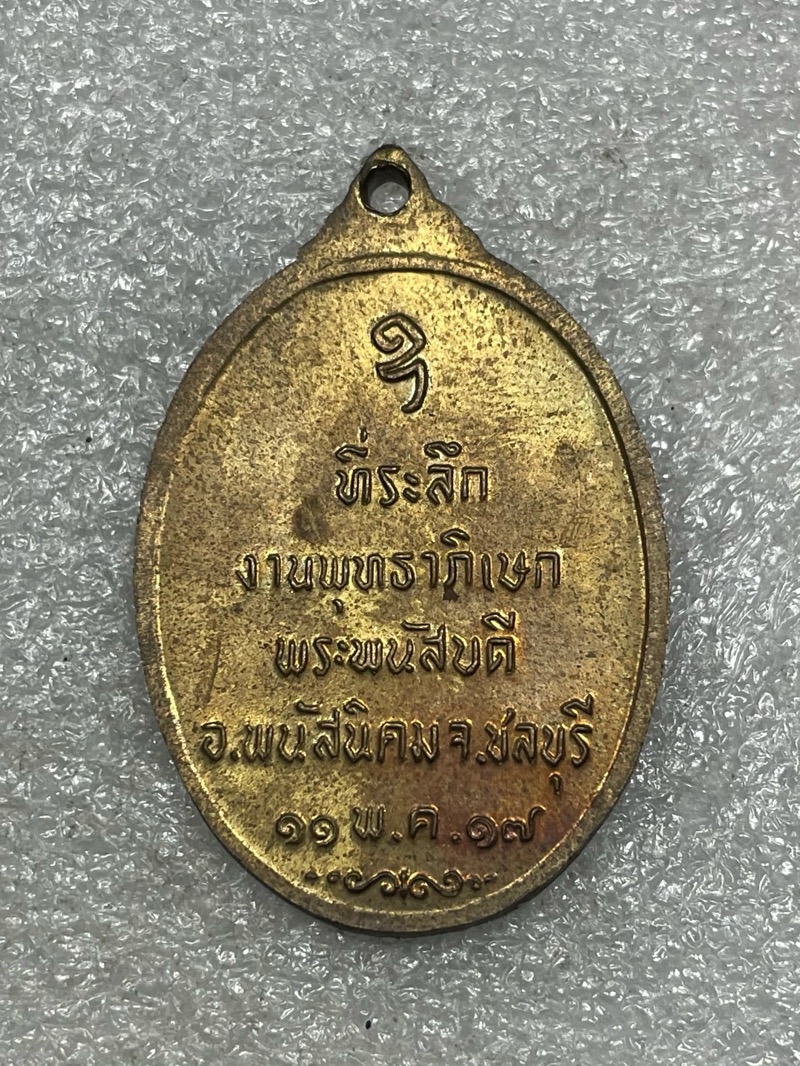 ที่ระลึก
งานพุทธาภิเษก
พระพนัสบดี
อ.พนัสนิคม จ.ชลบุรี
๑๑ พ.ค.๑๗